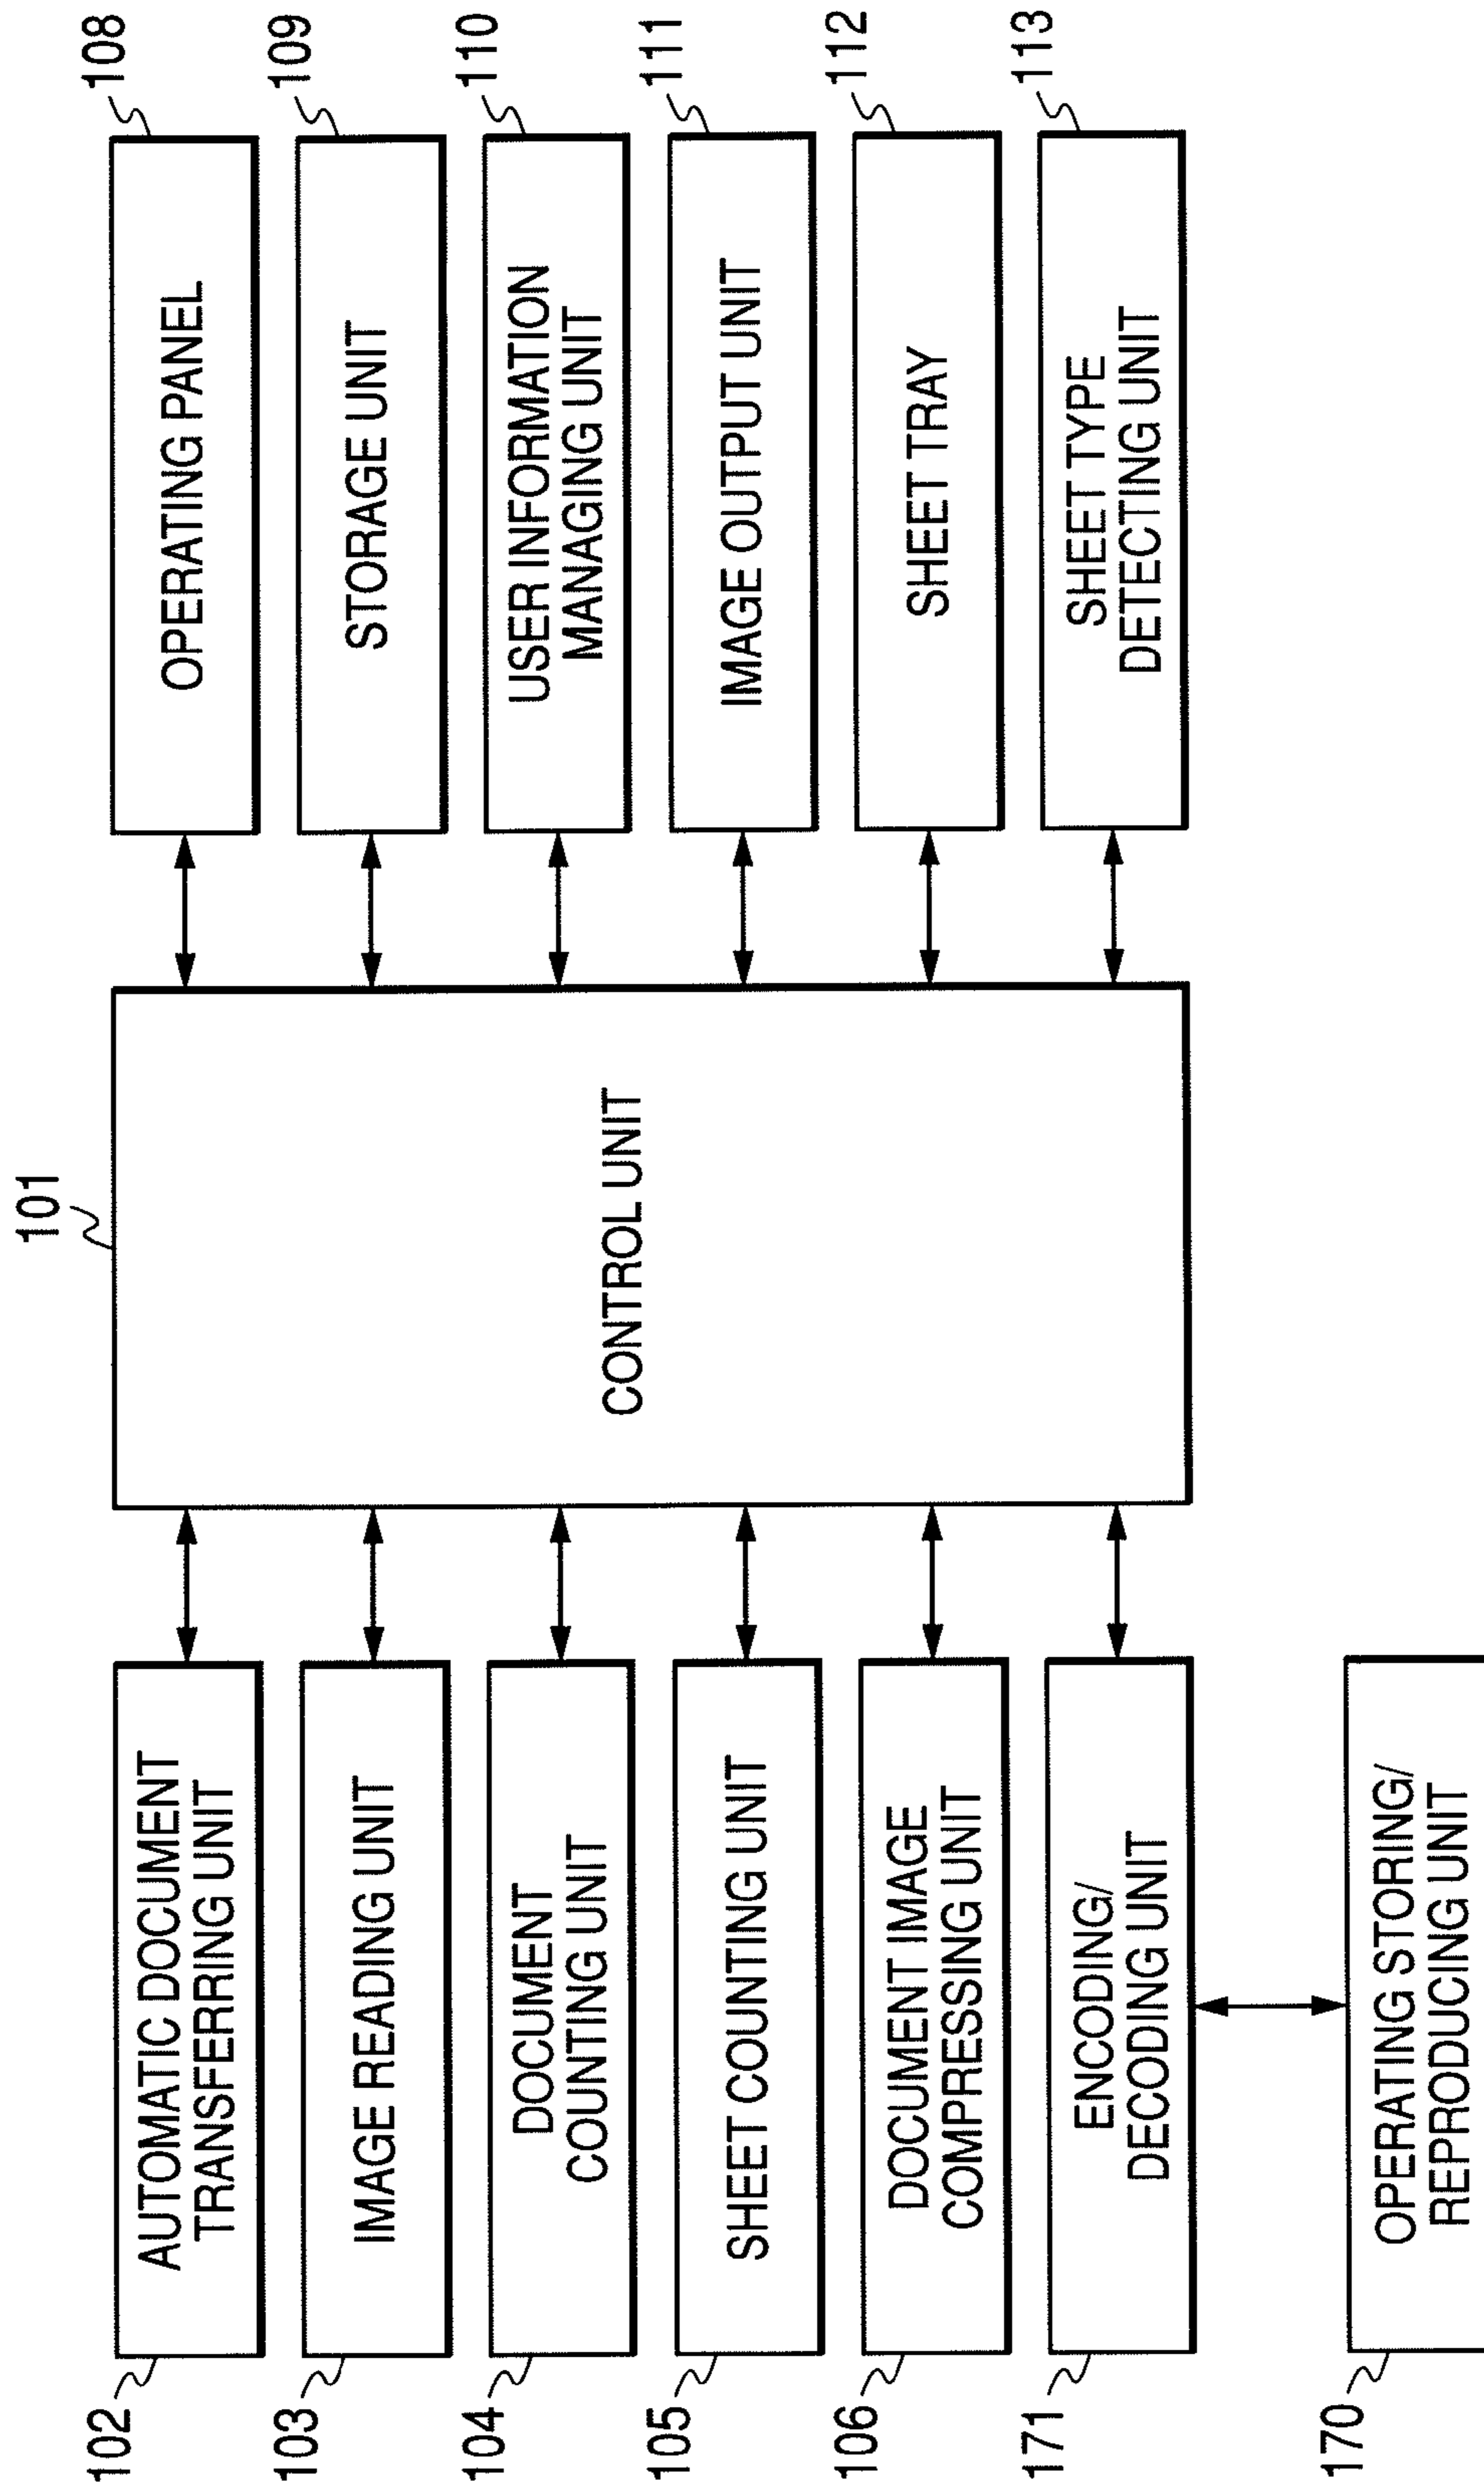 101
102
AUTOMATIC DOCUMENT
TRANSFERRING UNIT
103
IMAGE READING UNIT
104
DOCUMENT
COUNTING UNIT
105
SHEET COUNTING UNIT
106
DOCUMENT IMAGE
COMPRESSING UNIT
171
ENCODING/
DECODING UNIT
170
OPERATING STORING/
REPRODUCING UNIT
CONTROL UNIT
108
OPERATING PANEL
109
STORAGE UNIT
110
USER INFORMATION
MANAGING UNIT
111
IMAGE OUTPUT UNIT
112
SHEET TRAY
113
SHEET TYPE
DETECTING UNIT